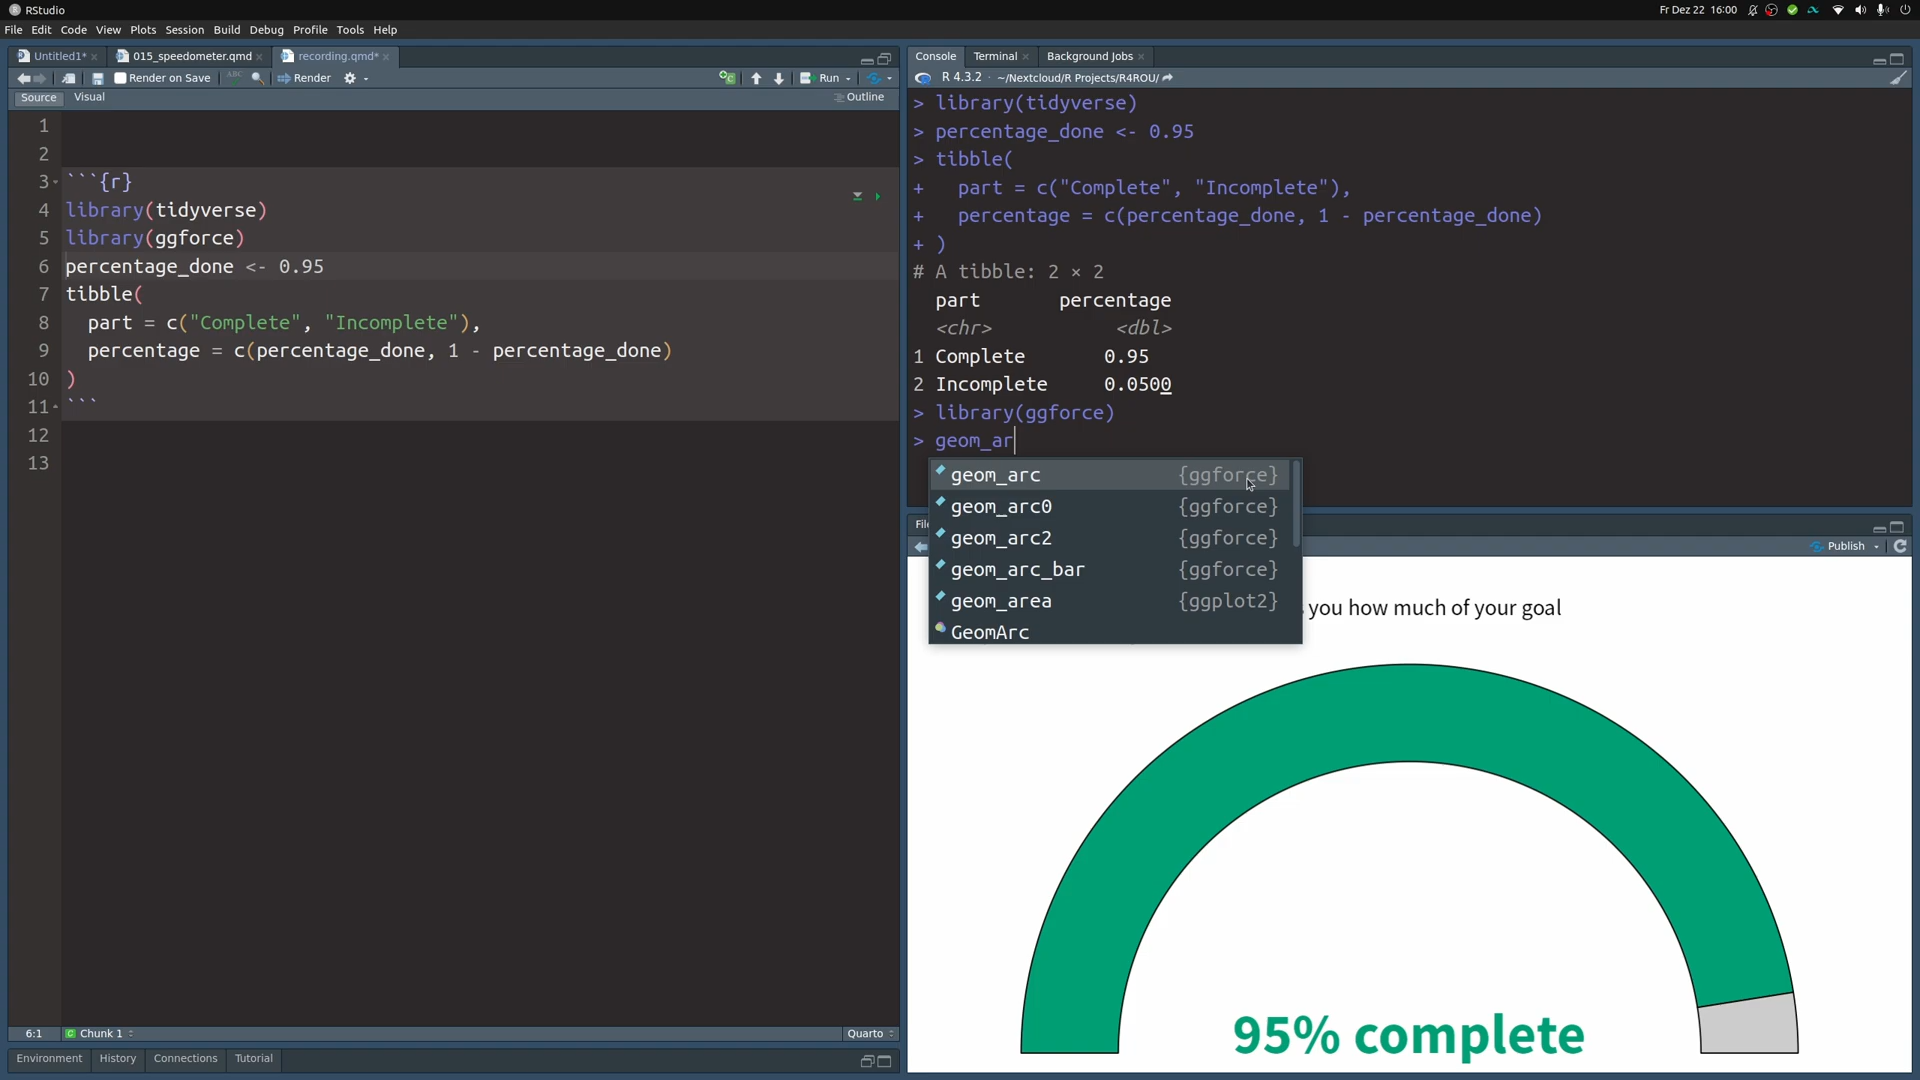 RStudio
Fr Dez 22 16:00
File Edit Code View Plots Session Build Debug Profile Tools Help
Untitled1* 015_speedometer.qmd recording.qmd*
Render on Save ABC Render Run
Source Visual Outline
1
2
3 ```{r}
4 library(tidyverse)
5 library(ggforce)
6 percentage_done <- 0.95
7 tibble(
8 part = c("Complete", "Incomplete"),
9 percentage = c(percentage_done, 1 - percentage_done)
10 )
11 ```
12
13
6:1 Chunk 1 Quarto
Environment History Connections Tutorial
Console Terminal Background Jobs
R 4.3.2 · ~/Nextcloud/R Projects/R4ROU/
> library(tidyverse)
> percentage_done <- 0.95
> tibble(
+ part = c("Complete", "Incomplete"),
+ percentage = c(percentage_done, 1 - percentage_done)
+ )
# A tibble: 2 × 2
part percentage
<chr> <dbl>
1 Complete 0.95
2 Incomplete 0.0500
> library(ggforce)
> geom_ar
geom_arc {ggforce}
geom_arc0 {ggforce}
geom_arc2 {ggforce}
geom_arc_bar {ggforce}
geom_area {ggplot2}
GeomArc
Publish
you how much of your goal
95% complete